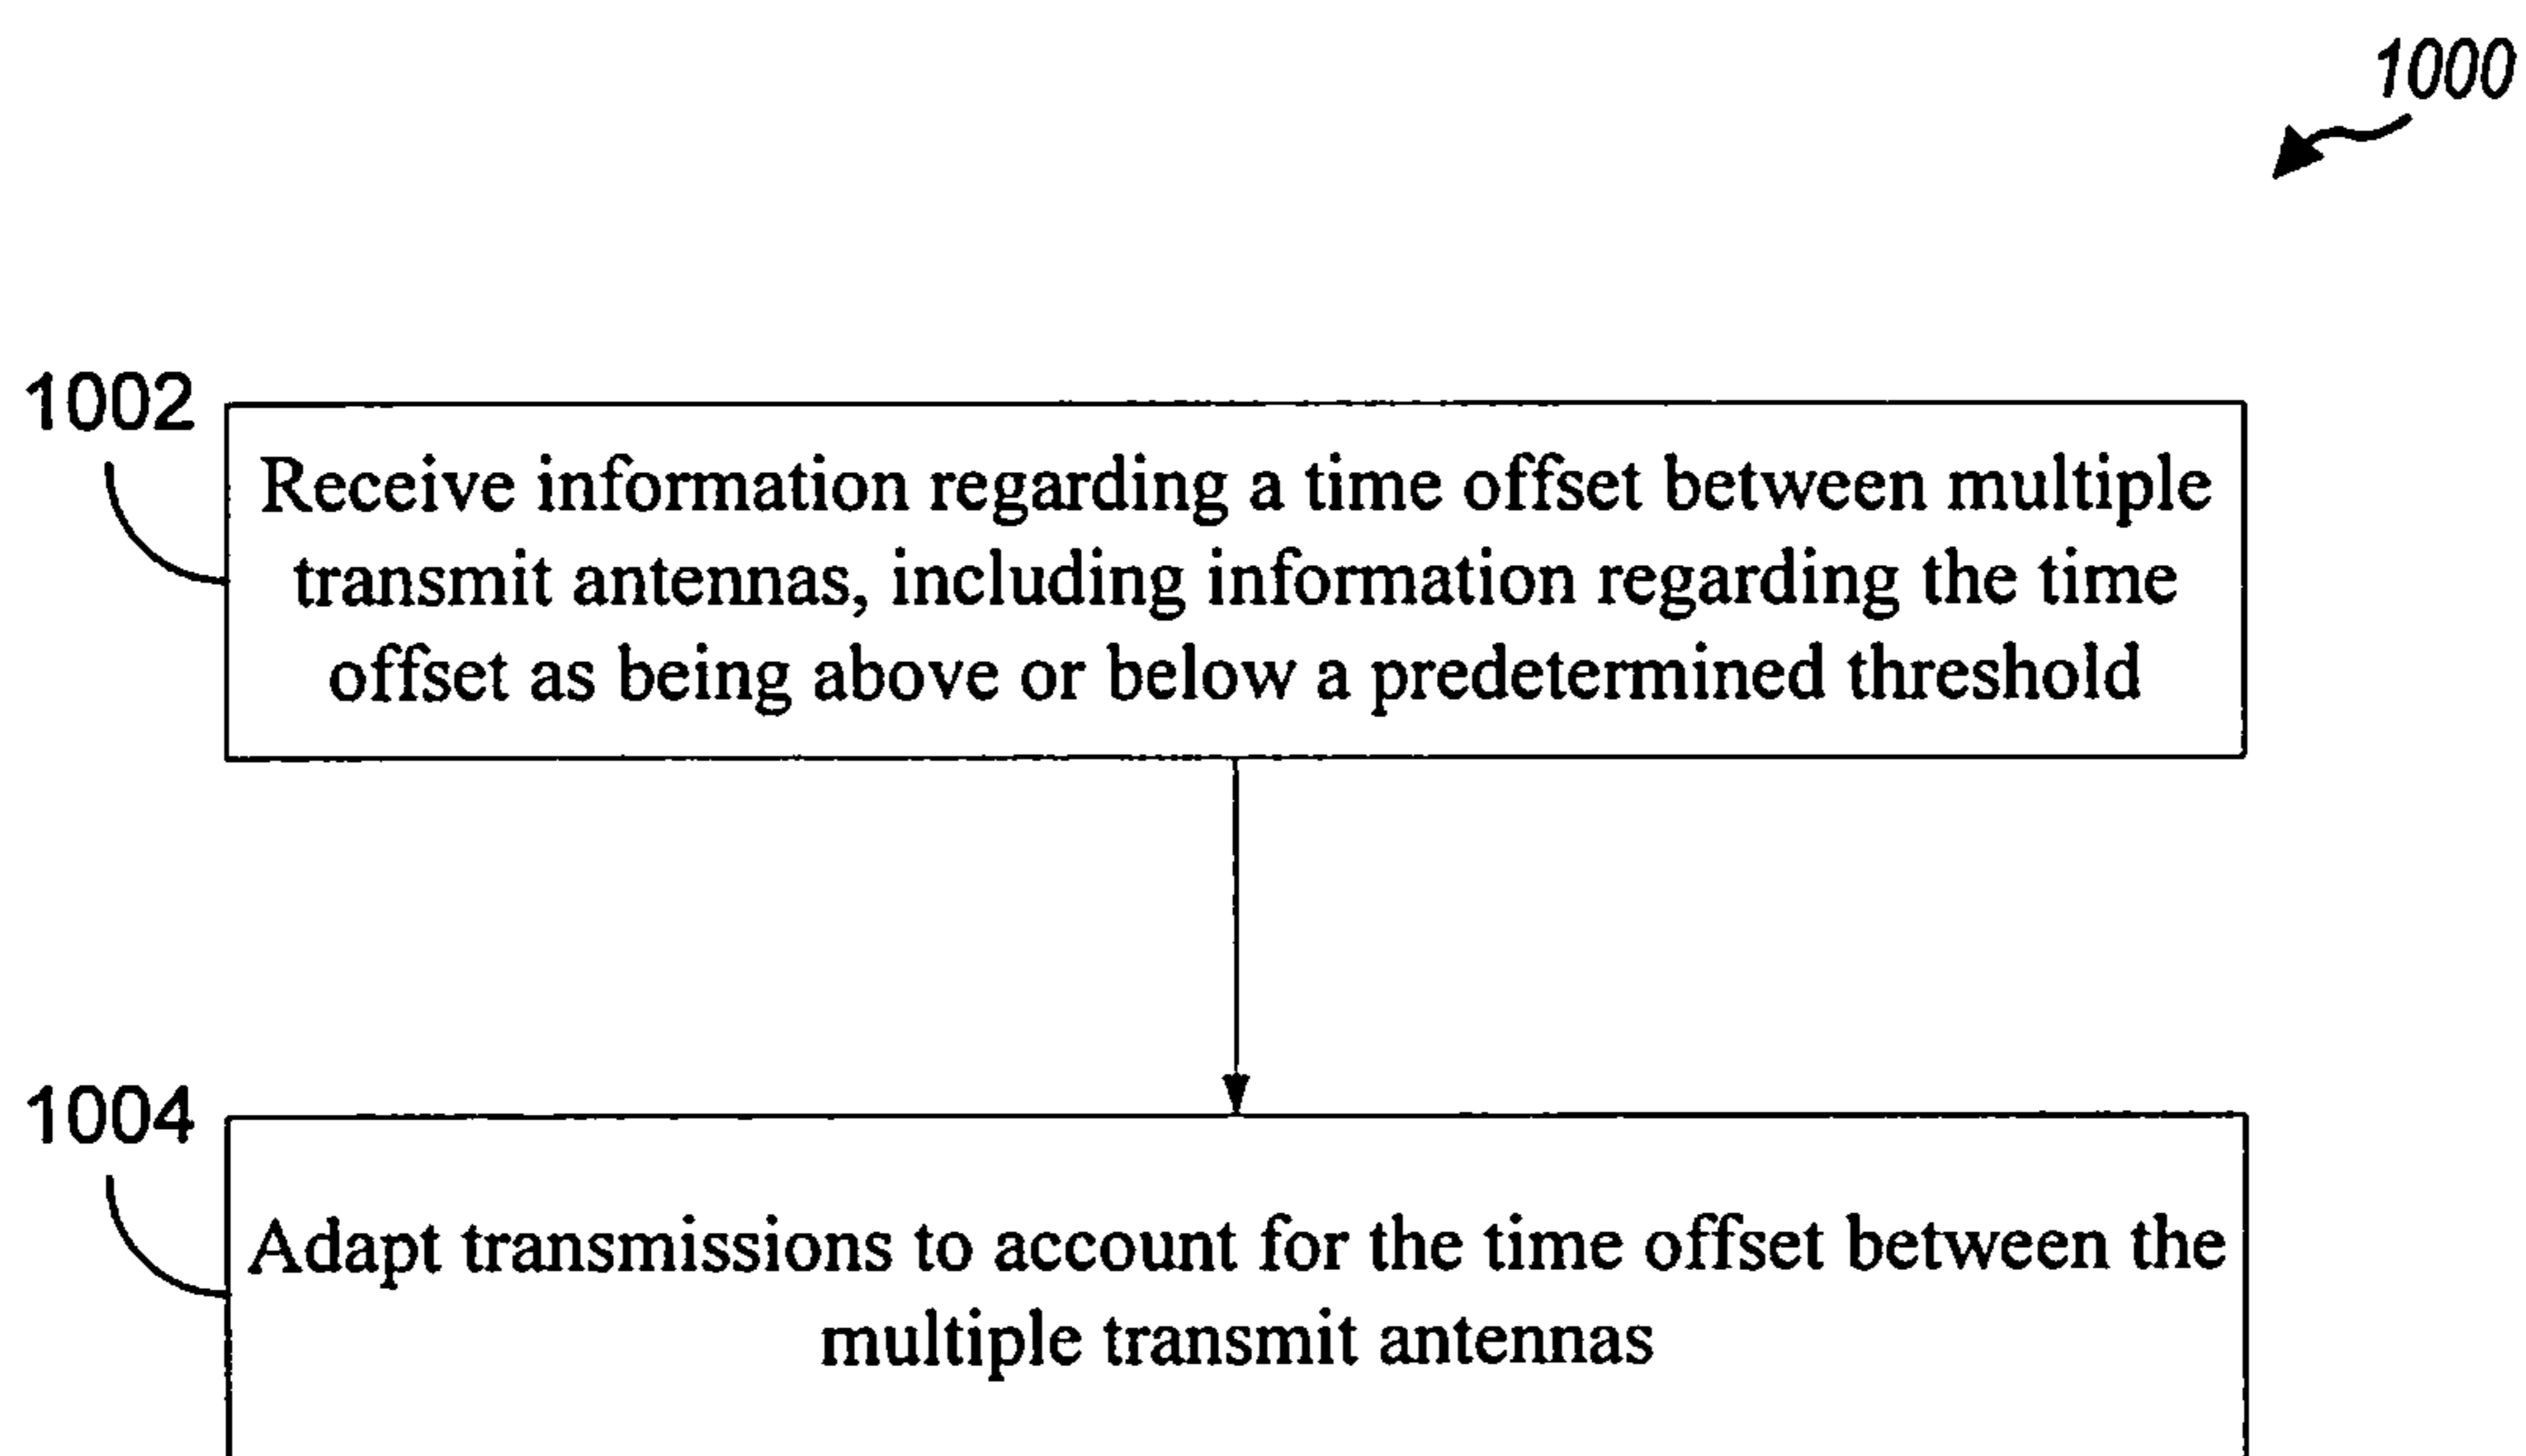 1000
1002
Receive information regarding a time offset between multiple
transmit antennas, including information regarding the time
offset as being above or below a predetermined threshold
1004
Adapt transmissions to account for the time offset between the
multiple transmit antennas